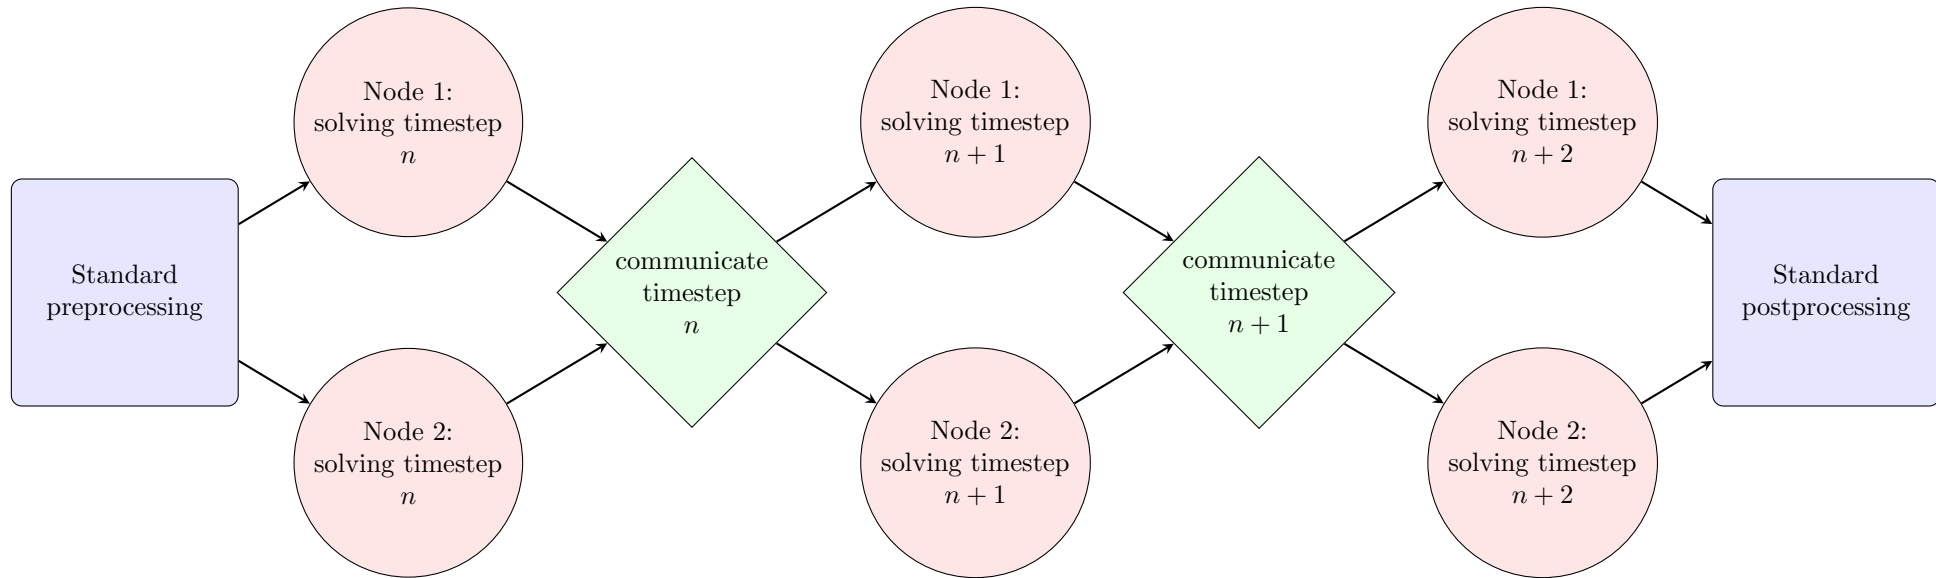 Standard
preprocessing
Node 1:
solving timestep
n
Node 2:
solving timestep
n
communicate
timestep
n
Node 1:
solving timestep
n + 1
Node 2:
solving timestep
n + 1
communicate
timestep
n + 1
Node 1:
solving timestep
n + 2
Node 2:
solving timestep
n + 2
Standard
postprocessing